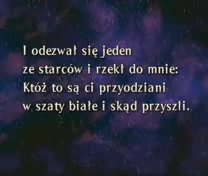 I odezwał się jeden
ze starców i rzekł do mnie:
Któż to są ci przyodziani
w szaty białe i skąd przyszli.